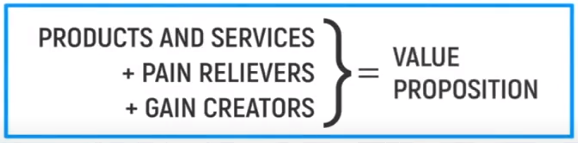 PRODUCTS AND SERVICES
+ PAIN RELIEVERS
+ GAIN CREATORS
= VALUE
PROPOSITION